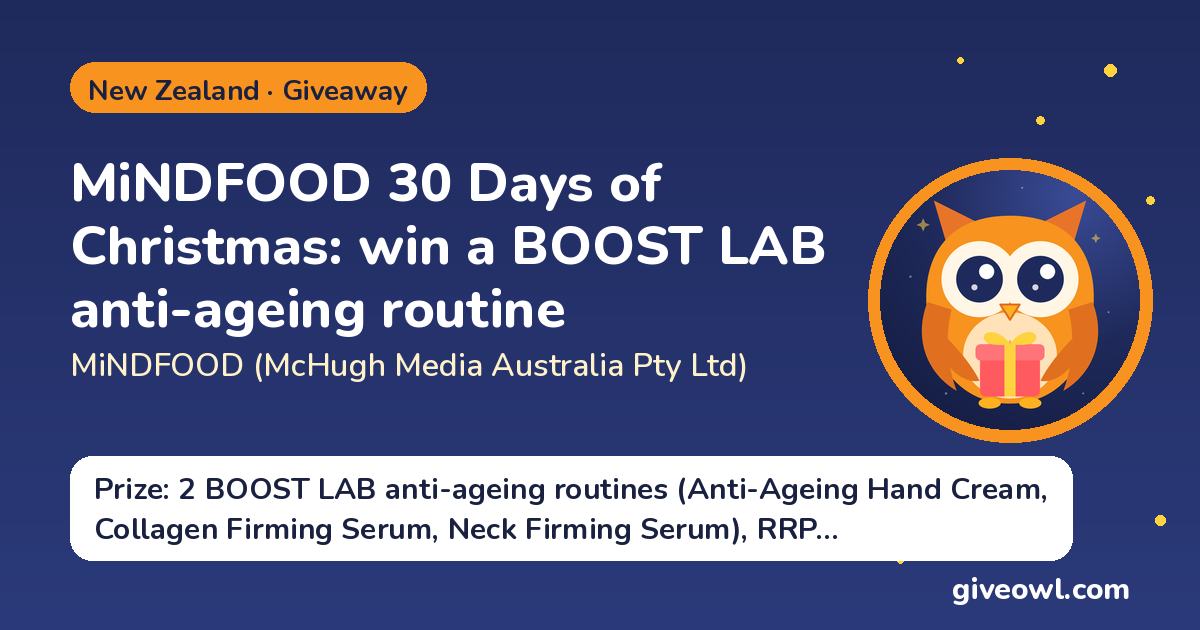 New Zealand · Giveaway
MiNDFOOD 30 Days of
Christmas: win a BOOST LAB
anti-ageing routine
MiNDFOOD (McHugh Media Australia Pty Ltd)
Prize: 2 BOOST LAB anti-ageing routines (Anti-Ageing Hand Cream,
Collagen Firming Serum, Neck Firming Serum), RRP...
giveowl.com